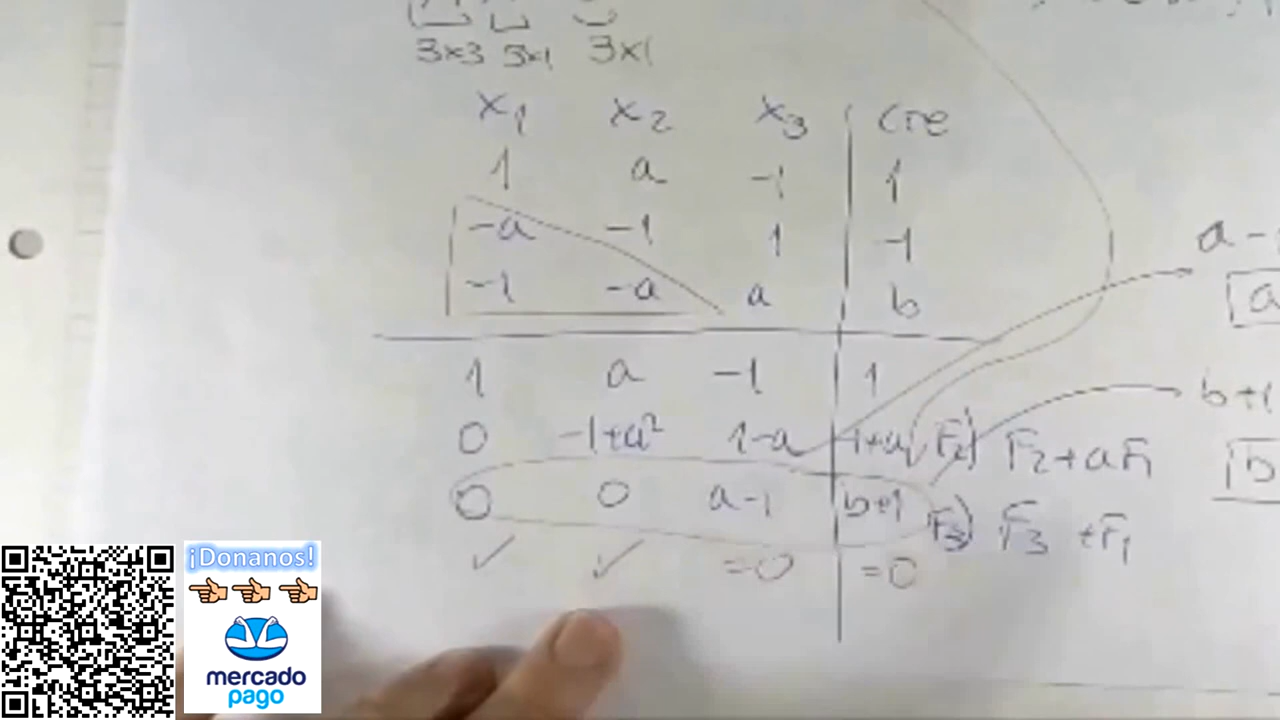 3x3 3x1 3x1
x₁ x₂ x₃ cte
1 a -1 1
-a -1 1 -1
-1 -a a b
1 a -1 1
0 -1+a² 1-a -1+a F₂') F₂+aF₁
0 0 a-1 b+1 F₃') F₃ +F₁
✓ ✓ =0 =0
a-
a
b+1
b
¡Donanos!
mercado
pago